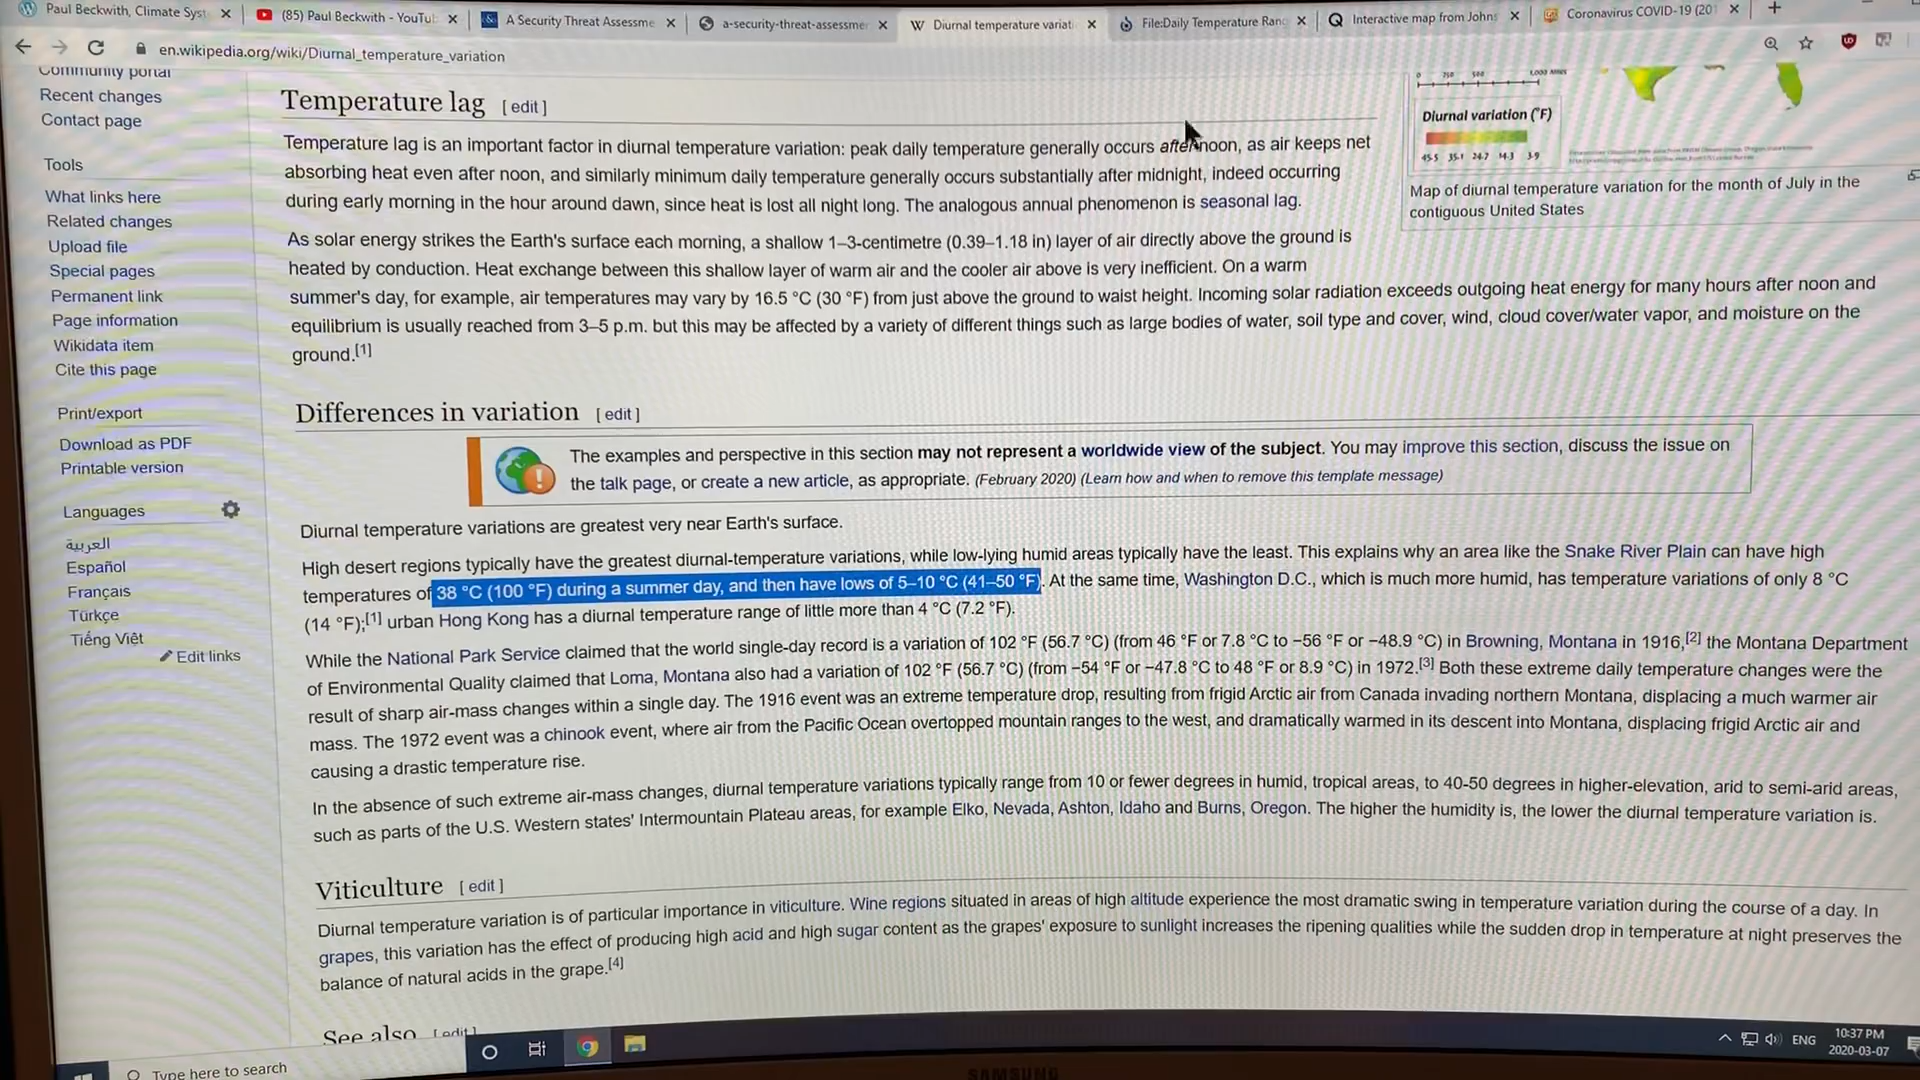 Paul Beckwith, Climate Syst
(85) Paul Beckwith - YouTu
A Security Threat Assessme
a-security-threat-assessme
Diurnal temperature variat
File:Daily Temperature Rang
Interactive map from Johns
Coronavirus COVID-19 (201
en.wikipedia.org/wiki/Diurnal_temperature_variation
Community portal
Recent changes
Contact page
Tools
What links here
Related changes
Upload file
Special pages
Permanent link
Page information
Wikidata item
Cite this page
Print/export
Download as PDF
Printable version
Languages
العربية
Español
Français
Türkçe
Tiếng Việt
Edit links
Temperature lag [ edit ]
Temperature lag is an important factor in diurnal temperature variation: peak daily temperature generally occurs after noon, as air keeps net
absorbing heat even after noon, and similarly minimum daily temperature generally occurs substantially after midnight, indeed occurring
during early morning in the hour around dawn, since heat is lost all night long. The analogous annual phenomenon is seasonal lag.
As solar energy strikes the Earth's surface each morning, a shallow 1–3-centimetre (0.39–1.18 in) layer of air directly above the ground is
heated by conduction. Heat exchange between this shallow layer of warm air and the cooler air above is very inefficient. On a warm
summer's day, for example, air temperatures may vary by 16.5 °C (30 °F) from just above the ground to waist height. Incoming solar radiation exceeds outgoing heat energy for many hours after noon and
equilibrium is usually reached from 3–5 p.m. but this may be affected by a variety of different things such as large bodies of water, soil type and cover, wind, cloud cover/water vapor, and moisture on the
ground.[1]
Diurnal variation (°F)
45.5 35.1 24.7 14.3 3.9
Map of diurnal temperature variation for the month of July in the
contiguous United States
Differences in variation [ edit ]
The examples and perspective in this section may not represent a worldwide view of the subject. You may improve this section, discuss the issue on
the talk page, or create a new article, as appropriate. (February 2020) (Learn how and when to remove this template message)
Diurnal temperature variations are greatest very near Earth's surface.
High desert regions typically have the greatest diurnal-temperature variations, while low-lying humid areas typically have the least. This explains why an area like the Snake River Plain can have high
temperatures of 38 °C (100 °F) during a summer day, and then have lows of 5–10 °C (41–50 °F). At the same time, Washington D.C., which is much more humid, has temperature variations of only 8 °C
(14 °F);[1] urban Hong Kong has a diurnal temperature range of little more than 4 °C (7.2 °F).
While the National Park Service claimed that the world single-day record is a variation of 102 °F (56.7 °C) (from 46 °F or 7.8 °C to −56 °F or −48.9 °C) in Browning, Montana in 1916,[2] the Montana Department
of Environmental Quality claimed that Loma, Montana also had a variation of 102 °F (56.7 °C) (from −54 °F or −47.8 °C to 48 °F or 8.9 °C) in 1972.[3] Both these extreme daily temperature changes were the
result of sharp air-mass changes within a single day. The 1916 event was an extreme temperature drop, resulting from frigid Arctic air from Canada invading northern Montana, displacing a much warmer air
mass. The 1972 event was a chinook event, where air from the Pacific Ocean overtopped mountain ranges to the west, and dramatically warmed in its descent into Montana, displacing frigid Arctic air and
causing a drastic temperature rise.
In the absence of such extreme air-mass changes, diurnal temperature variations typically range from 10 or fewer degrees in humid, tropical areas, to 40-50 degrees in higher-elevation, arid to semi-arid areas,
such as parts of the U.S. Western states' Intermountain Plateau areas, for example Elko, Nevada, Ashton, Idaho and Burns, Oregon. The higher the humidity is, the lower the diurnal temperature variation is.
Viticulture [ edit ]
Diurnal temperature variation is of particular importance in viticulture. Wine regions situated in areas of high altitude experience the most dramatic swing in temperature variation during the course of a day. In
grapes, this variation has the effect of producing high acid and high sugar content as the grapes' exposure to sunlight increases the ripening qualities while the sudden drop in temperature at night preserves the
balance of natural acids in the grape.[4]
See also [ edit ]
Type here to search
ENG
10:37 PM
2020-03-07
SAMSUNG